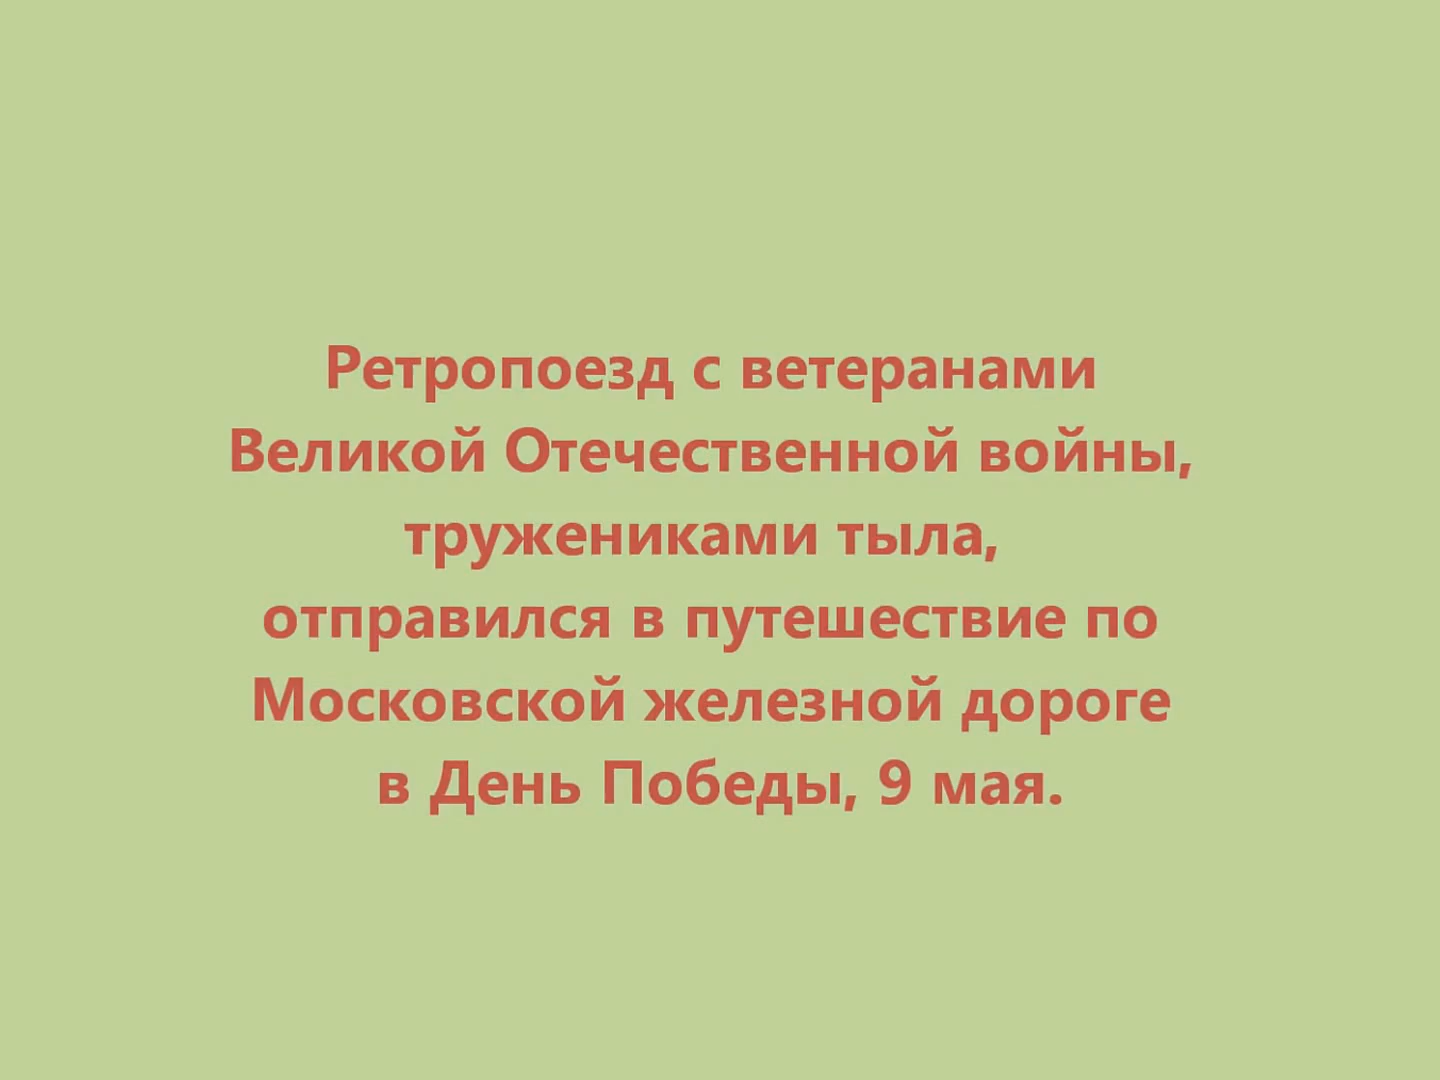 Ретропоезд с ветеранами
Великой Отечественной войны,
тружениками тыла,
отправился в путешествие по
Московской железной дороге
в День Победы, 9 мая.